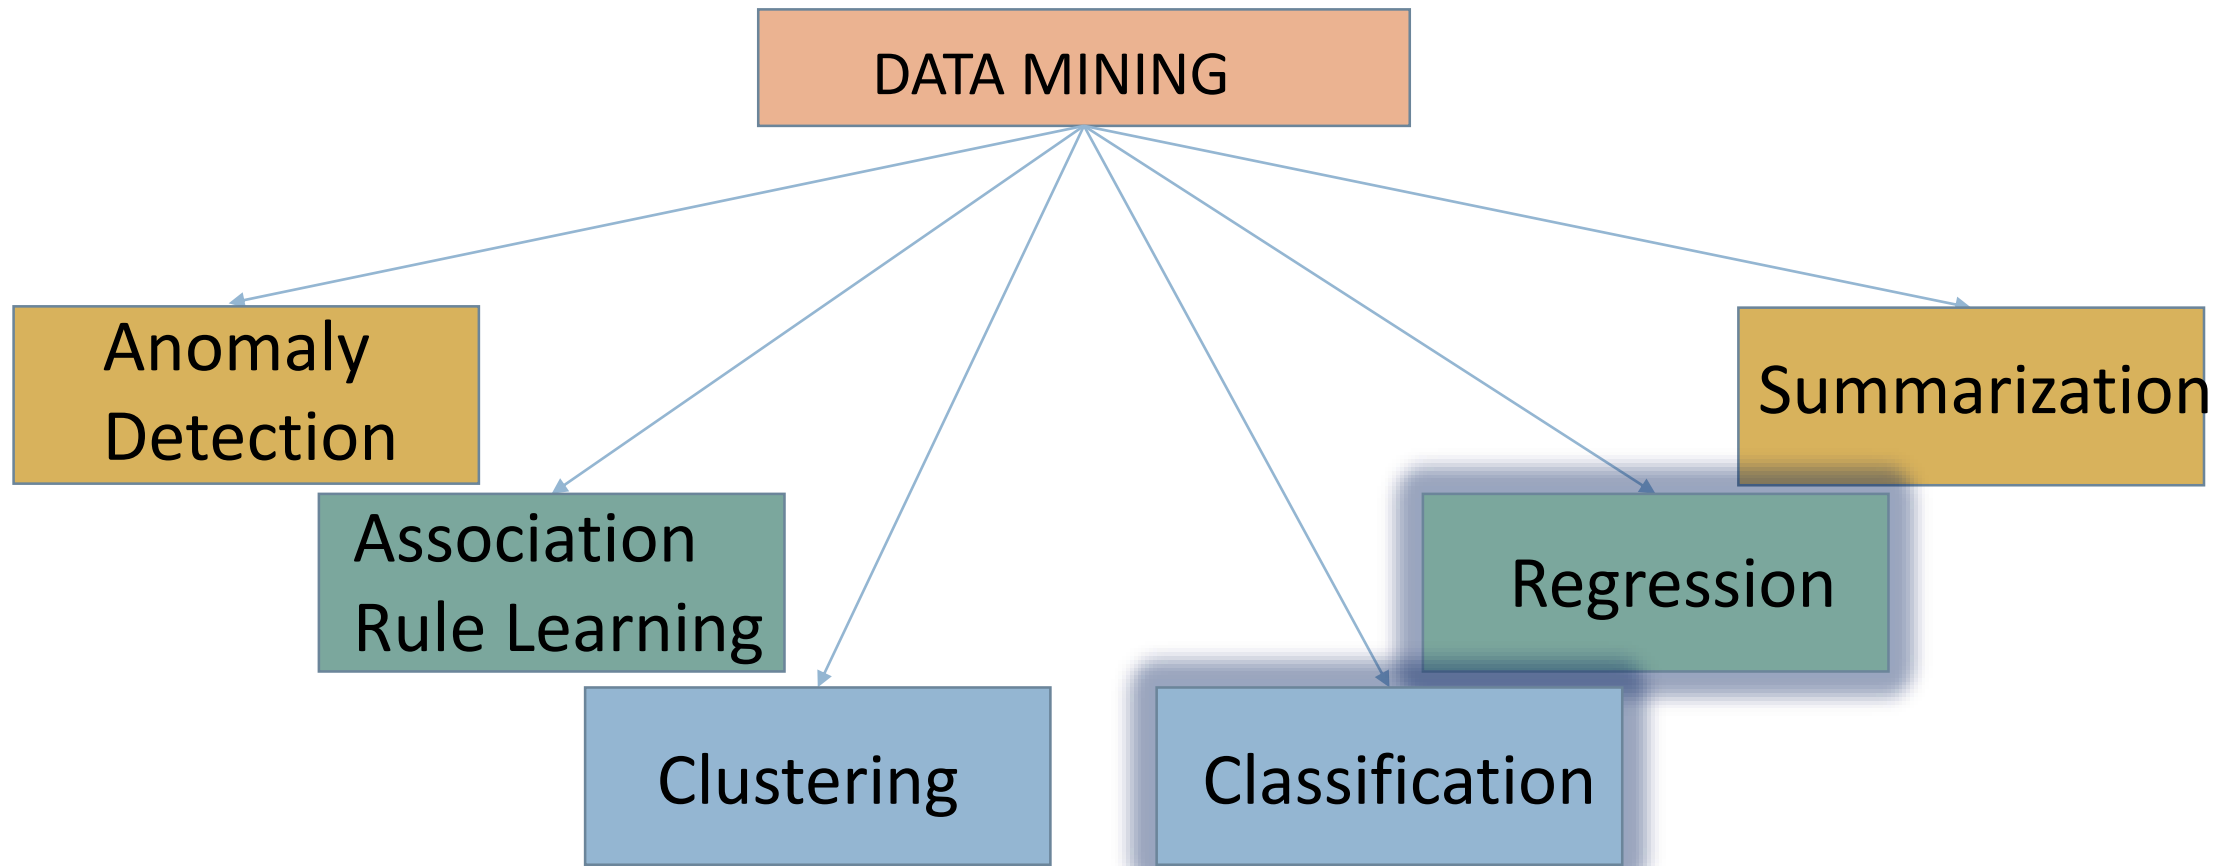 DATA MINING
Anomaly
Detection
Summarization
Association
Rule Learning
Regression
Clustering
Classification